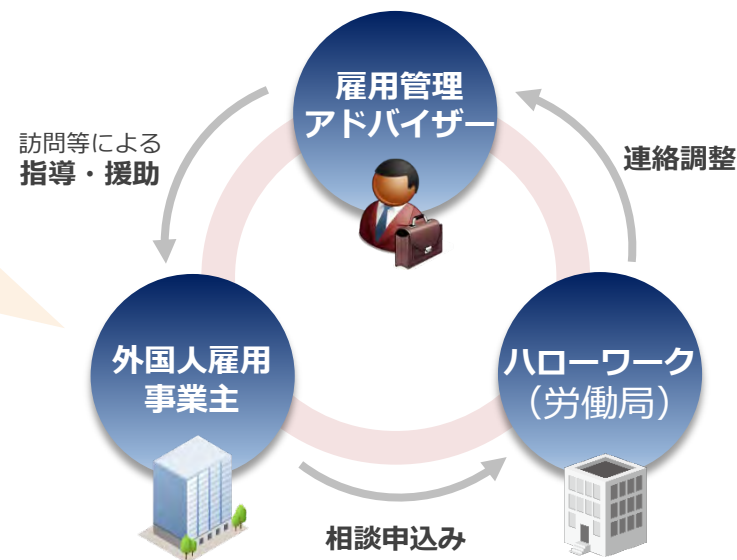 雇用管理
アドバイザー
訪問等による
指導・援助
連絡調整
外国人雇用
事業主
ハローワーク
（労働局）
相談申込み